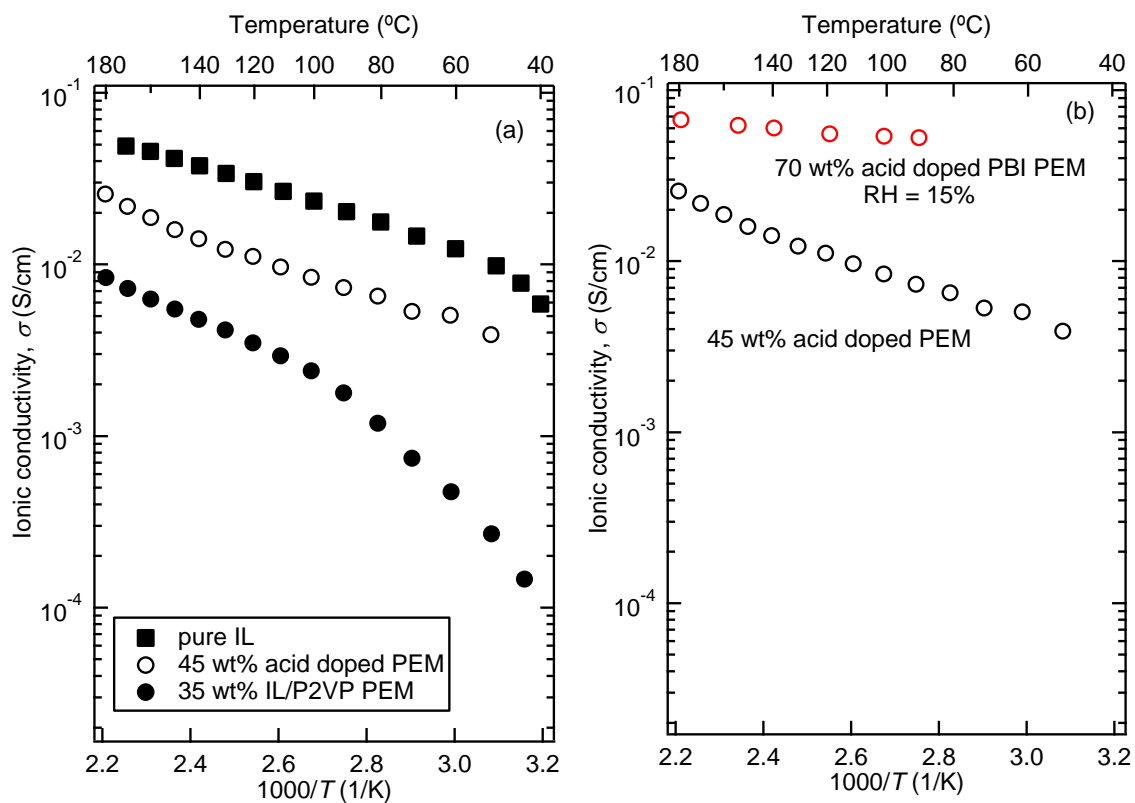 Temperature (ºC)
180 140 120 100 80 60 40
10-1
10-2
10-3
10-4
Ionic conductivity, σ (S/cm)
(a)
pure IL
45 wt% acid doped PEM
35 wt% IL/P2VP PEM
2.2 2.4 2.6 2.8 3.0 3.2
1000/T (1/K)
Temperature (ºC)
180 140 120 100 80 60 40
10-1
10-2
10-3
10-4
Ionic conductivity, σ (S/cm)
(b)
70 wt% acid doped PBI PEM
RH = 15%
45 wt% acid doped PEM
2.2 2.4 2.6 2.8 3.0 3.2
1000/T (1/K)